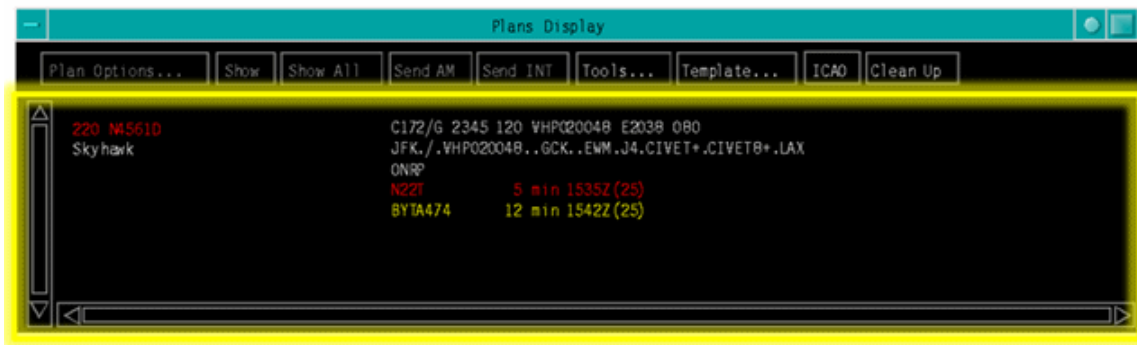 Plans Display
Plan Options... Show Show All Send AM Send INT Tools... Template... ICAO Clean Up
220 N4561D C172/G 2345 120 VHP020048 E2038 080
Skyhawk JFK./.VHP020048..GCK..EWM.J4.CIVET+.CIVET8+.LAX
ONRP
N22T 5 min 1535Z(25)
BYTA474 12 min 1542Z(25)